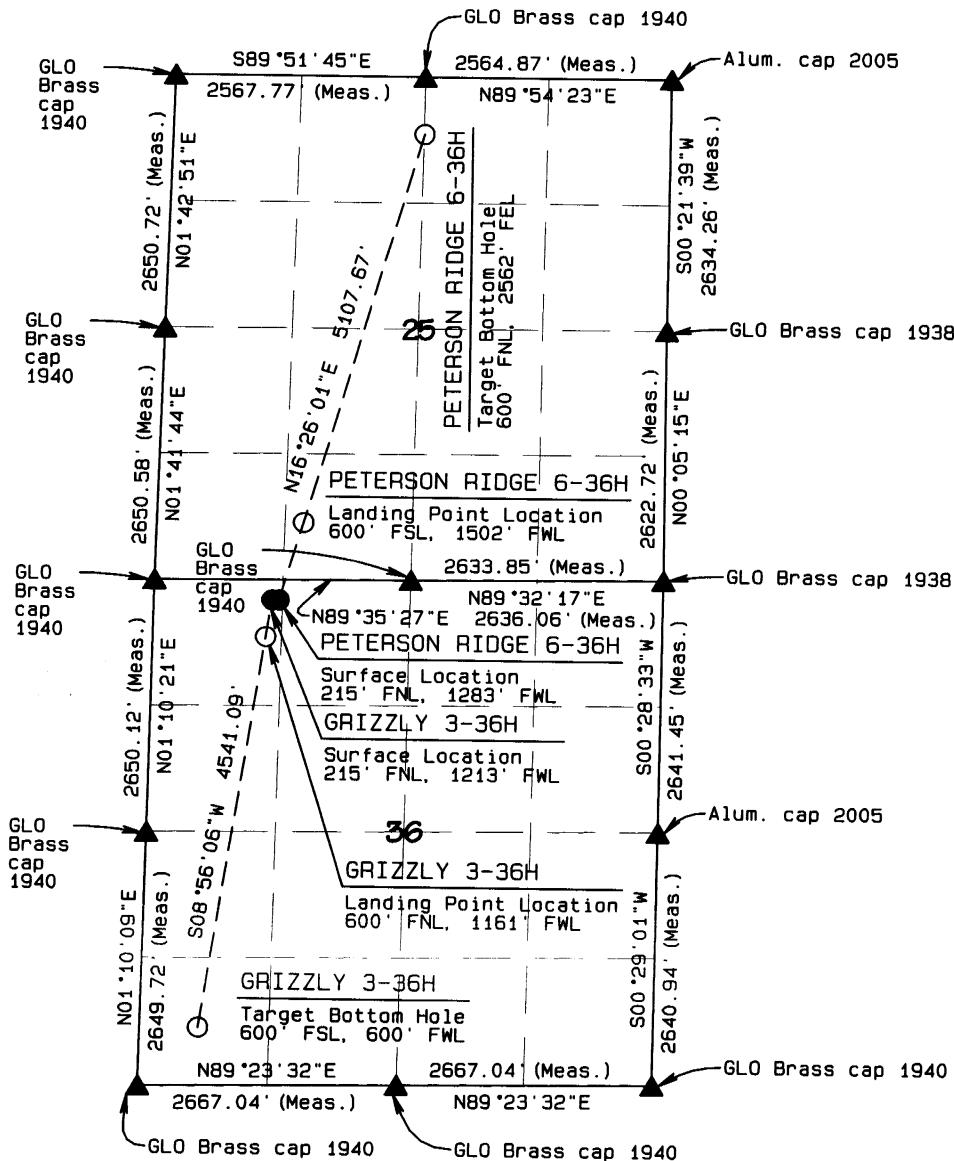 GLO Brass cap 1940
GLO
Brass
cap
1940
S89°51'45"E
2567.77' (Meas.)
2564.87' (Meas.)
N89°54'23"E
Alum. cap 2005
2650.72' (Meas.)
N01°42'51"E
S00°21'39"W
2634.26' (Meas.)
PETERSON RIDGE 6-36H
Target Bottom Hole
600' FNL, 2562' FEL
N16°26'01"E 5107.67'
25
GLO
Brass
cap
1940
GLO Brass cap 1938
2650.58' (Meas.)
N01°41'44"E
2622.72' (Meas.)
N00°05'15"E
PETERSON RIDGE 6-36H
Landing Point Location
600' FSL, 1502' FWL
GLO
Brass
cap
1940
GLO
Brass
cap
1940
2633.85' (Meas.)
N89°32'17"E
GLO Brass cap 1938
N89°35'27"E 2636.06' (Meas.)
PETERSON RIDGE 6-36H
Surface Location
215' FNL, 1283' FWL
GRIZZLY 3-36H
Surface Location
215' FNL, 1213' FWL
2650.12' (Meas.)
N01°10'21"E
S00°28'33"W
2641.45' (Meas.)
S08°56'06"W 4541.09'
GLO
Brass
cap
1940
36
Alum. cap 2005
GRIZZLY 3-36H
Landing Point Location
600' FNL, 1161' FWL
N01°10'09"E
2649.72' (Meas.)
S00°29'01"W
2640.94' (Meas.)
GRIZZLY 3-36H
Target Bottom Hole
600' FSL, 600' FWL
N89°23'32"E
2667.04' (Meas.)
2667.04' (Meas.)
N89°23'32"E
GLO Brass cap 1940
GLO Brass cap 1940
GLO Brass cap 1940